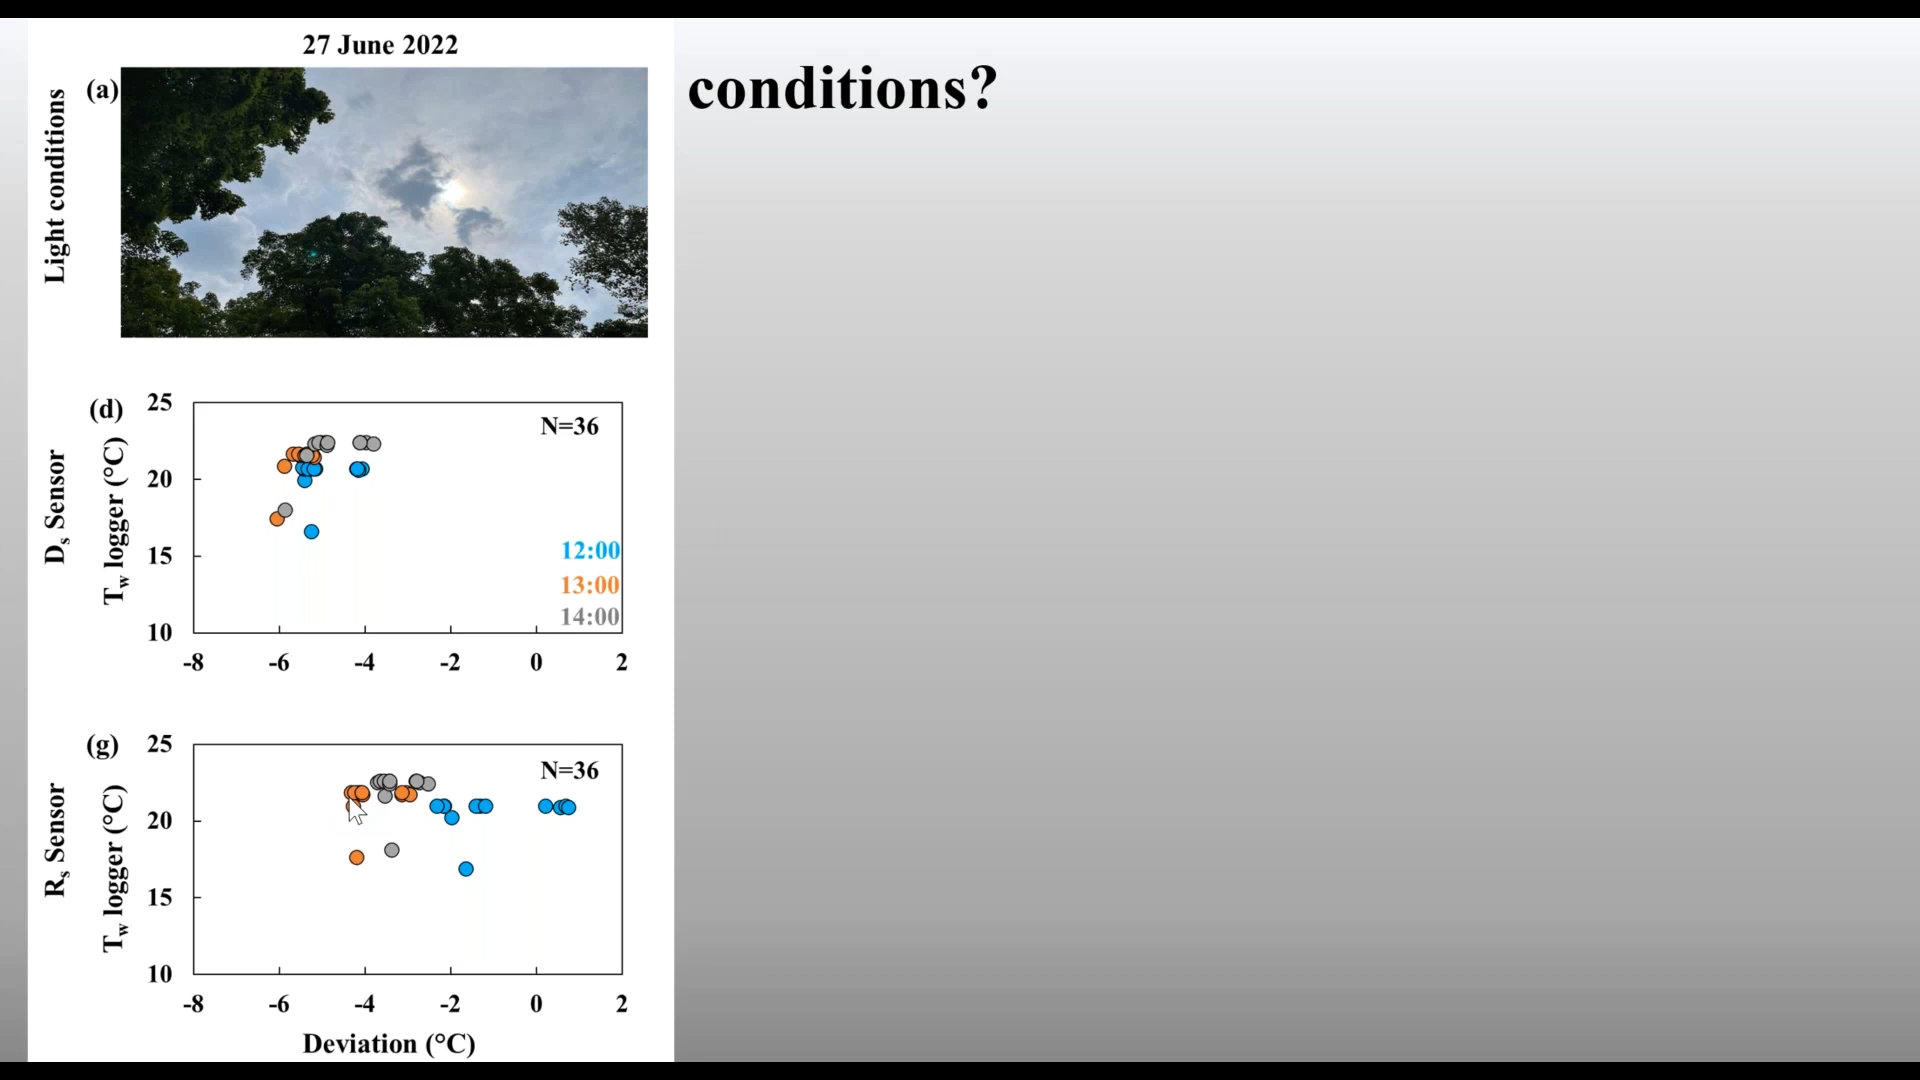 27 June 2022
conditions?
(a)
Light conditions
(d)
Ds Sensor
Tw logger (°C)
25
20
15
10
N=36
12:00
13:00
14:00
-8 -6 -4 -2 0 2
(g)
Rs Sensor
Tw logger (°C)
25
20
15
10
N=36
-8 -6 -4 -2 0 2
Deviation (°C)